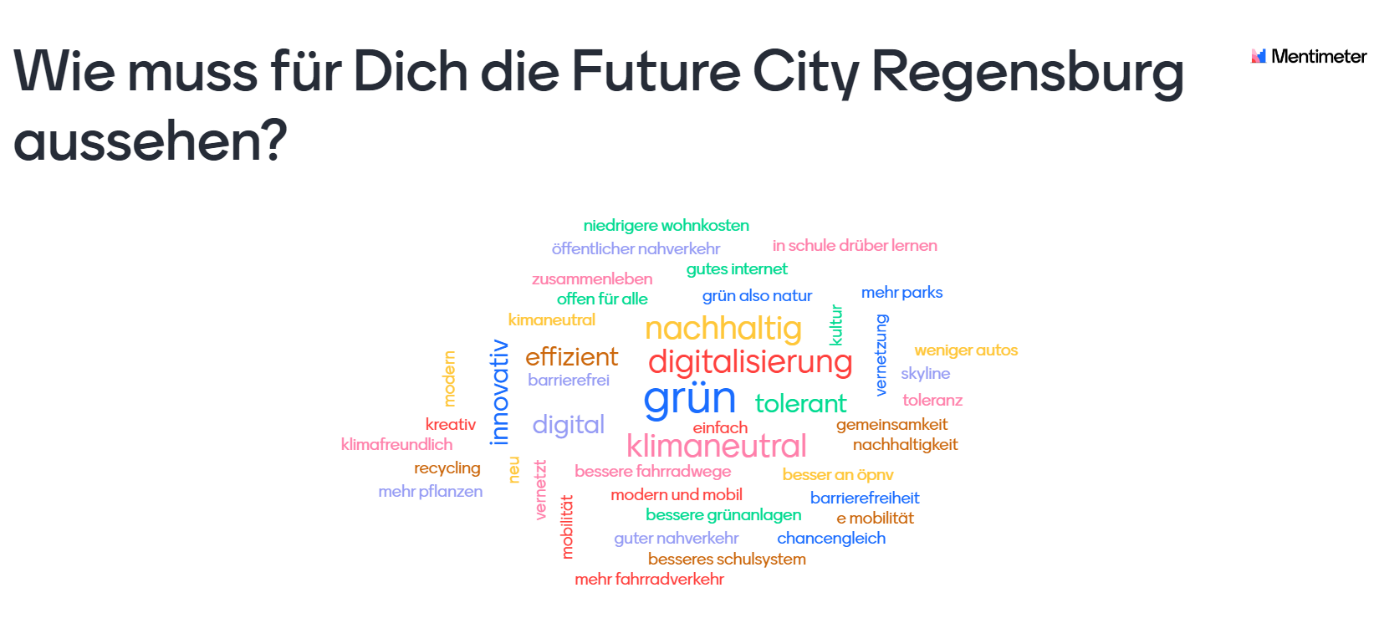 Wie muss für Dich die Future City Regensburg
aussehen?
Mentimeter
niedrigere wohnkosten
öffentlicher nahverkehr
in schule drüber lernen
gutes internet
zusammenleben
offen für alle
grün also natur
mehr parks
kimaneutral
nachhaltig
kultur
vernetzung
innovativ
effizient
digitalisierung
weniger autos
modern
barrierefrei
skyline
grün
tolerant
toleranz
kreativ
digital
einfach
gemeinsamkeit
klimafreundlich
klimaneutral
nachhaltigkeit
recycling
neu
vernetzt
bessere fahrradwege
besser an öpnv
mehr pflanzen
mobilität
modern und mobil
barrierefreiheit
bessere grünanlagen
e mobilität
guter nahverkehr
chancengleich
besseres schulsystem
mehr fahrradverkehr